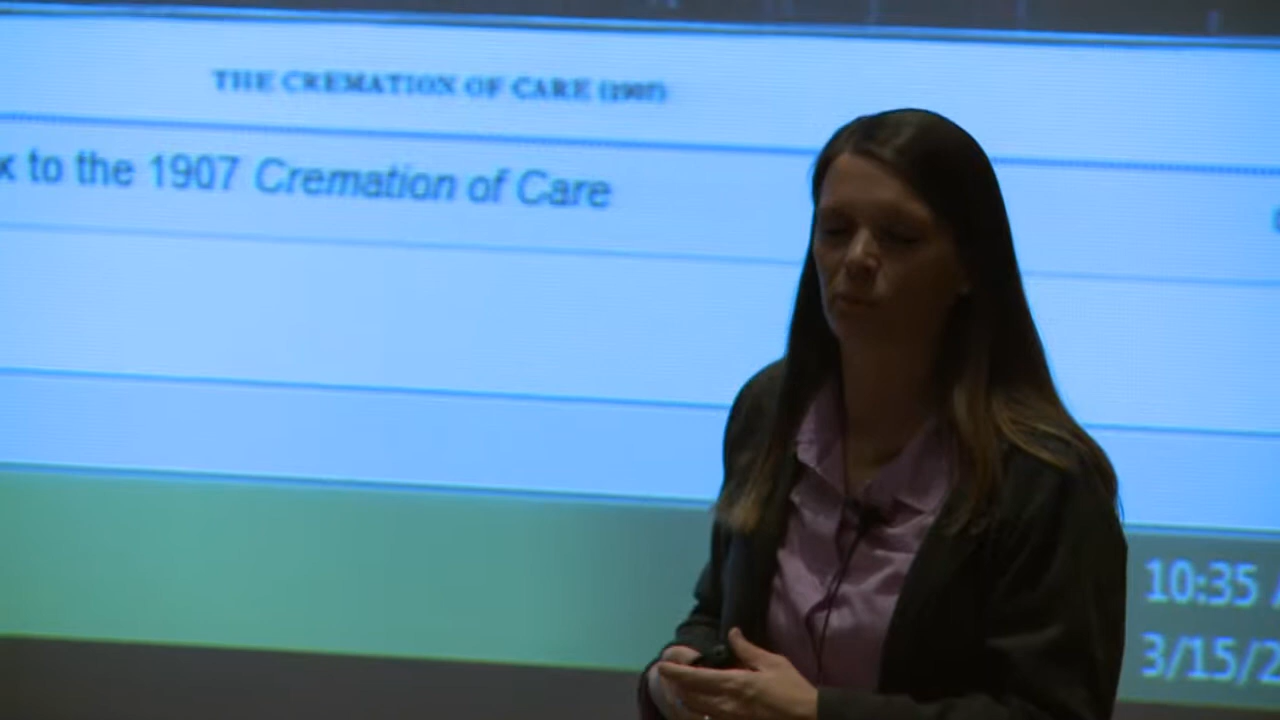 THE CREMATION OF CARE (1907)
to the 1907 Cremation of Care
10:35
3/15/2